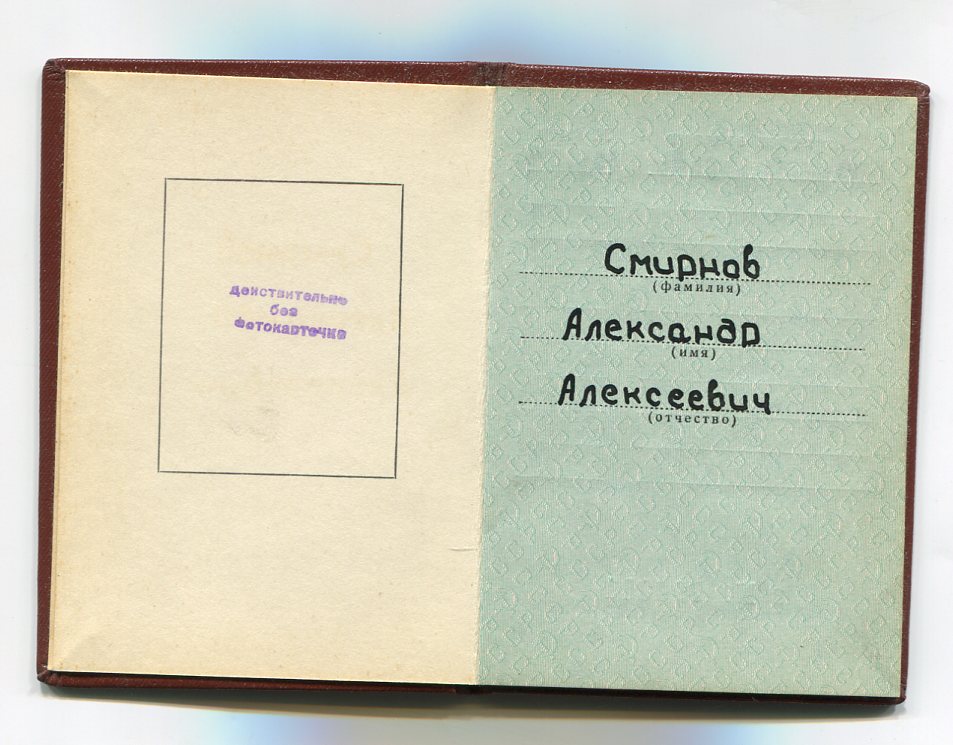 действительно
без
фотокарточки
Смирнов
(фамилия)
Александр
(имя)
Алексеевич
(отчество)